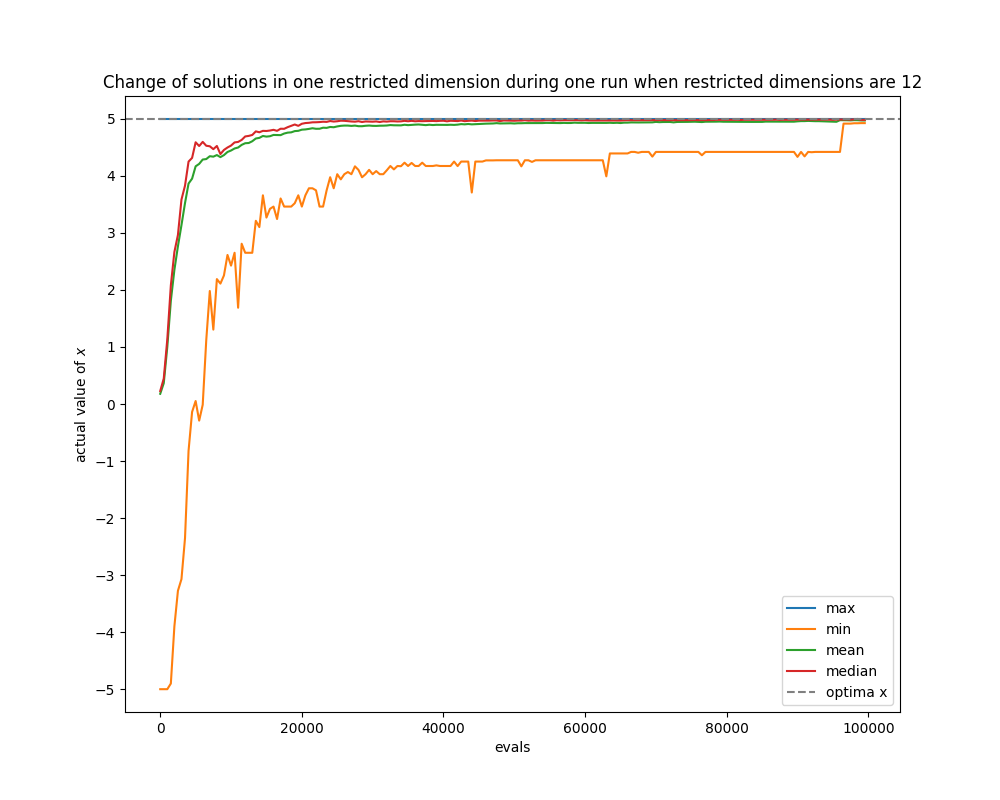 Change of solutions in one restricted dimension during one run when restricted dimensions are 12
actual value of x
5
4
3
2
1
0
−1
−2
−3
−4
−5
max
min
mean
median
optima x
0 20000 40000 60000 80000 100000
evals